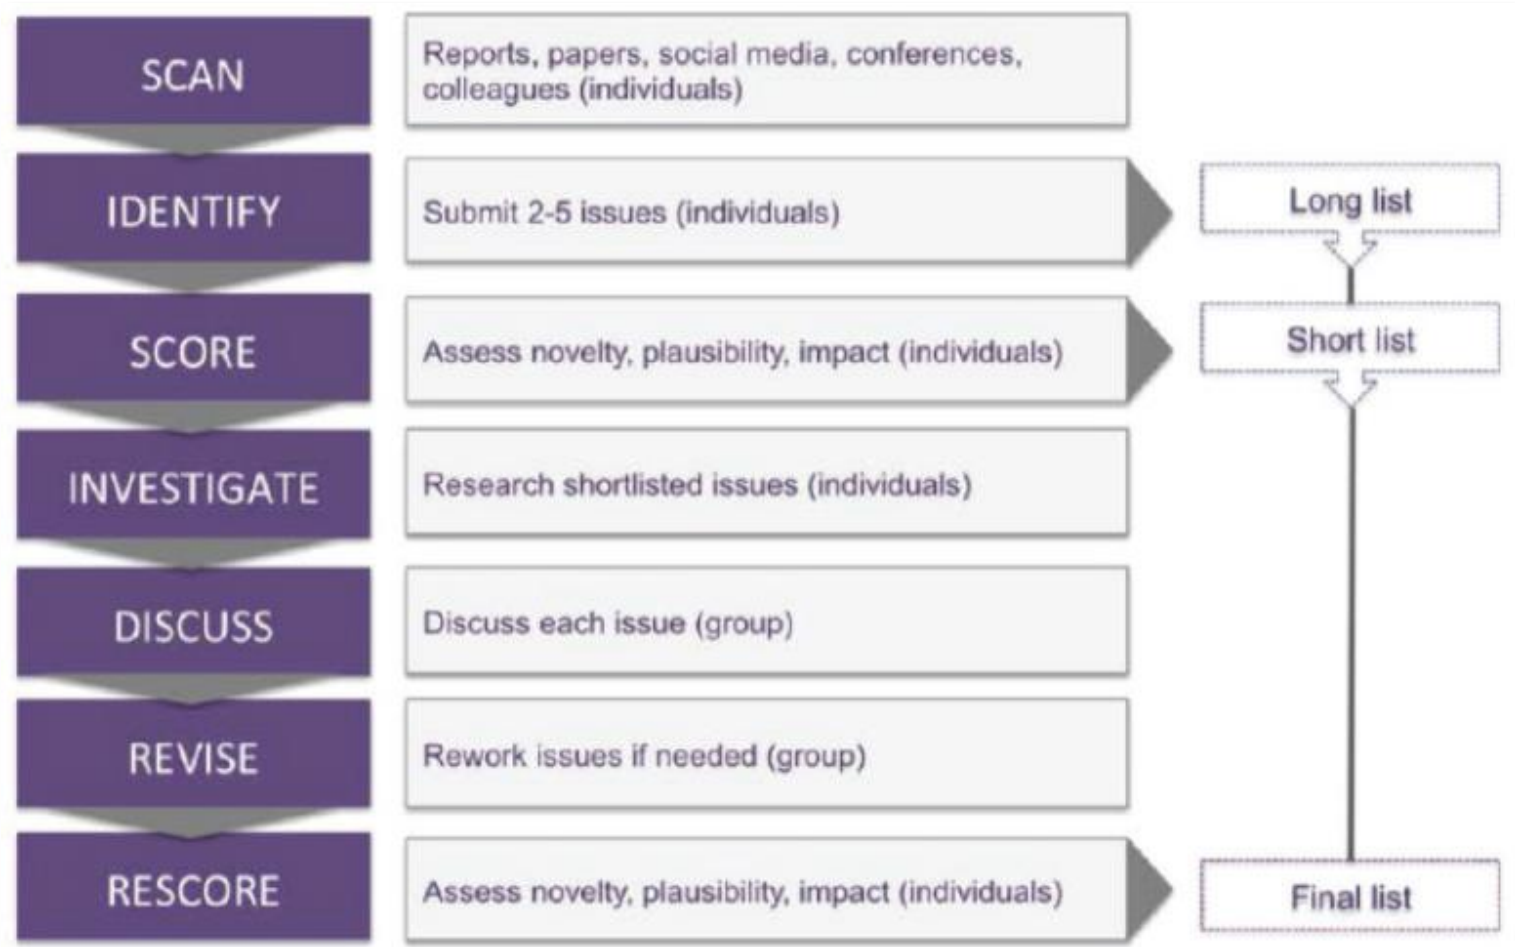 SCAN
Reports, papers, social media, conferences,
colleagues (individuals)
IDENTIFY
Submit 2-5 issues (individuals)
Long list
SCORE
Assess novelty, plausibility, impact (individuals)
Short list
INVESTIGATE
Research shortlisted issues (individuals)
DISCUSS
Discuss each issue (group)
REVISE
Rework issues if needed (group)
RESCORE
Assess novelty, plausibility, impact (individuals)
Final list